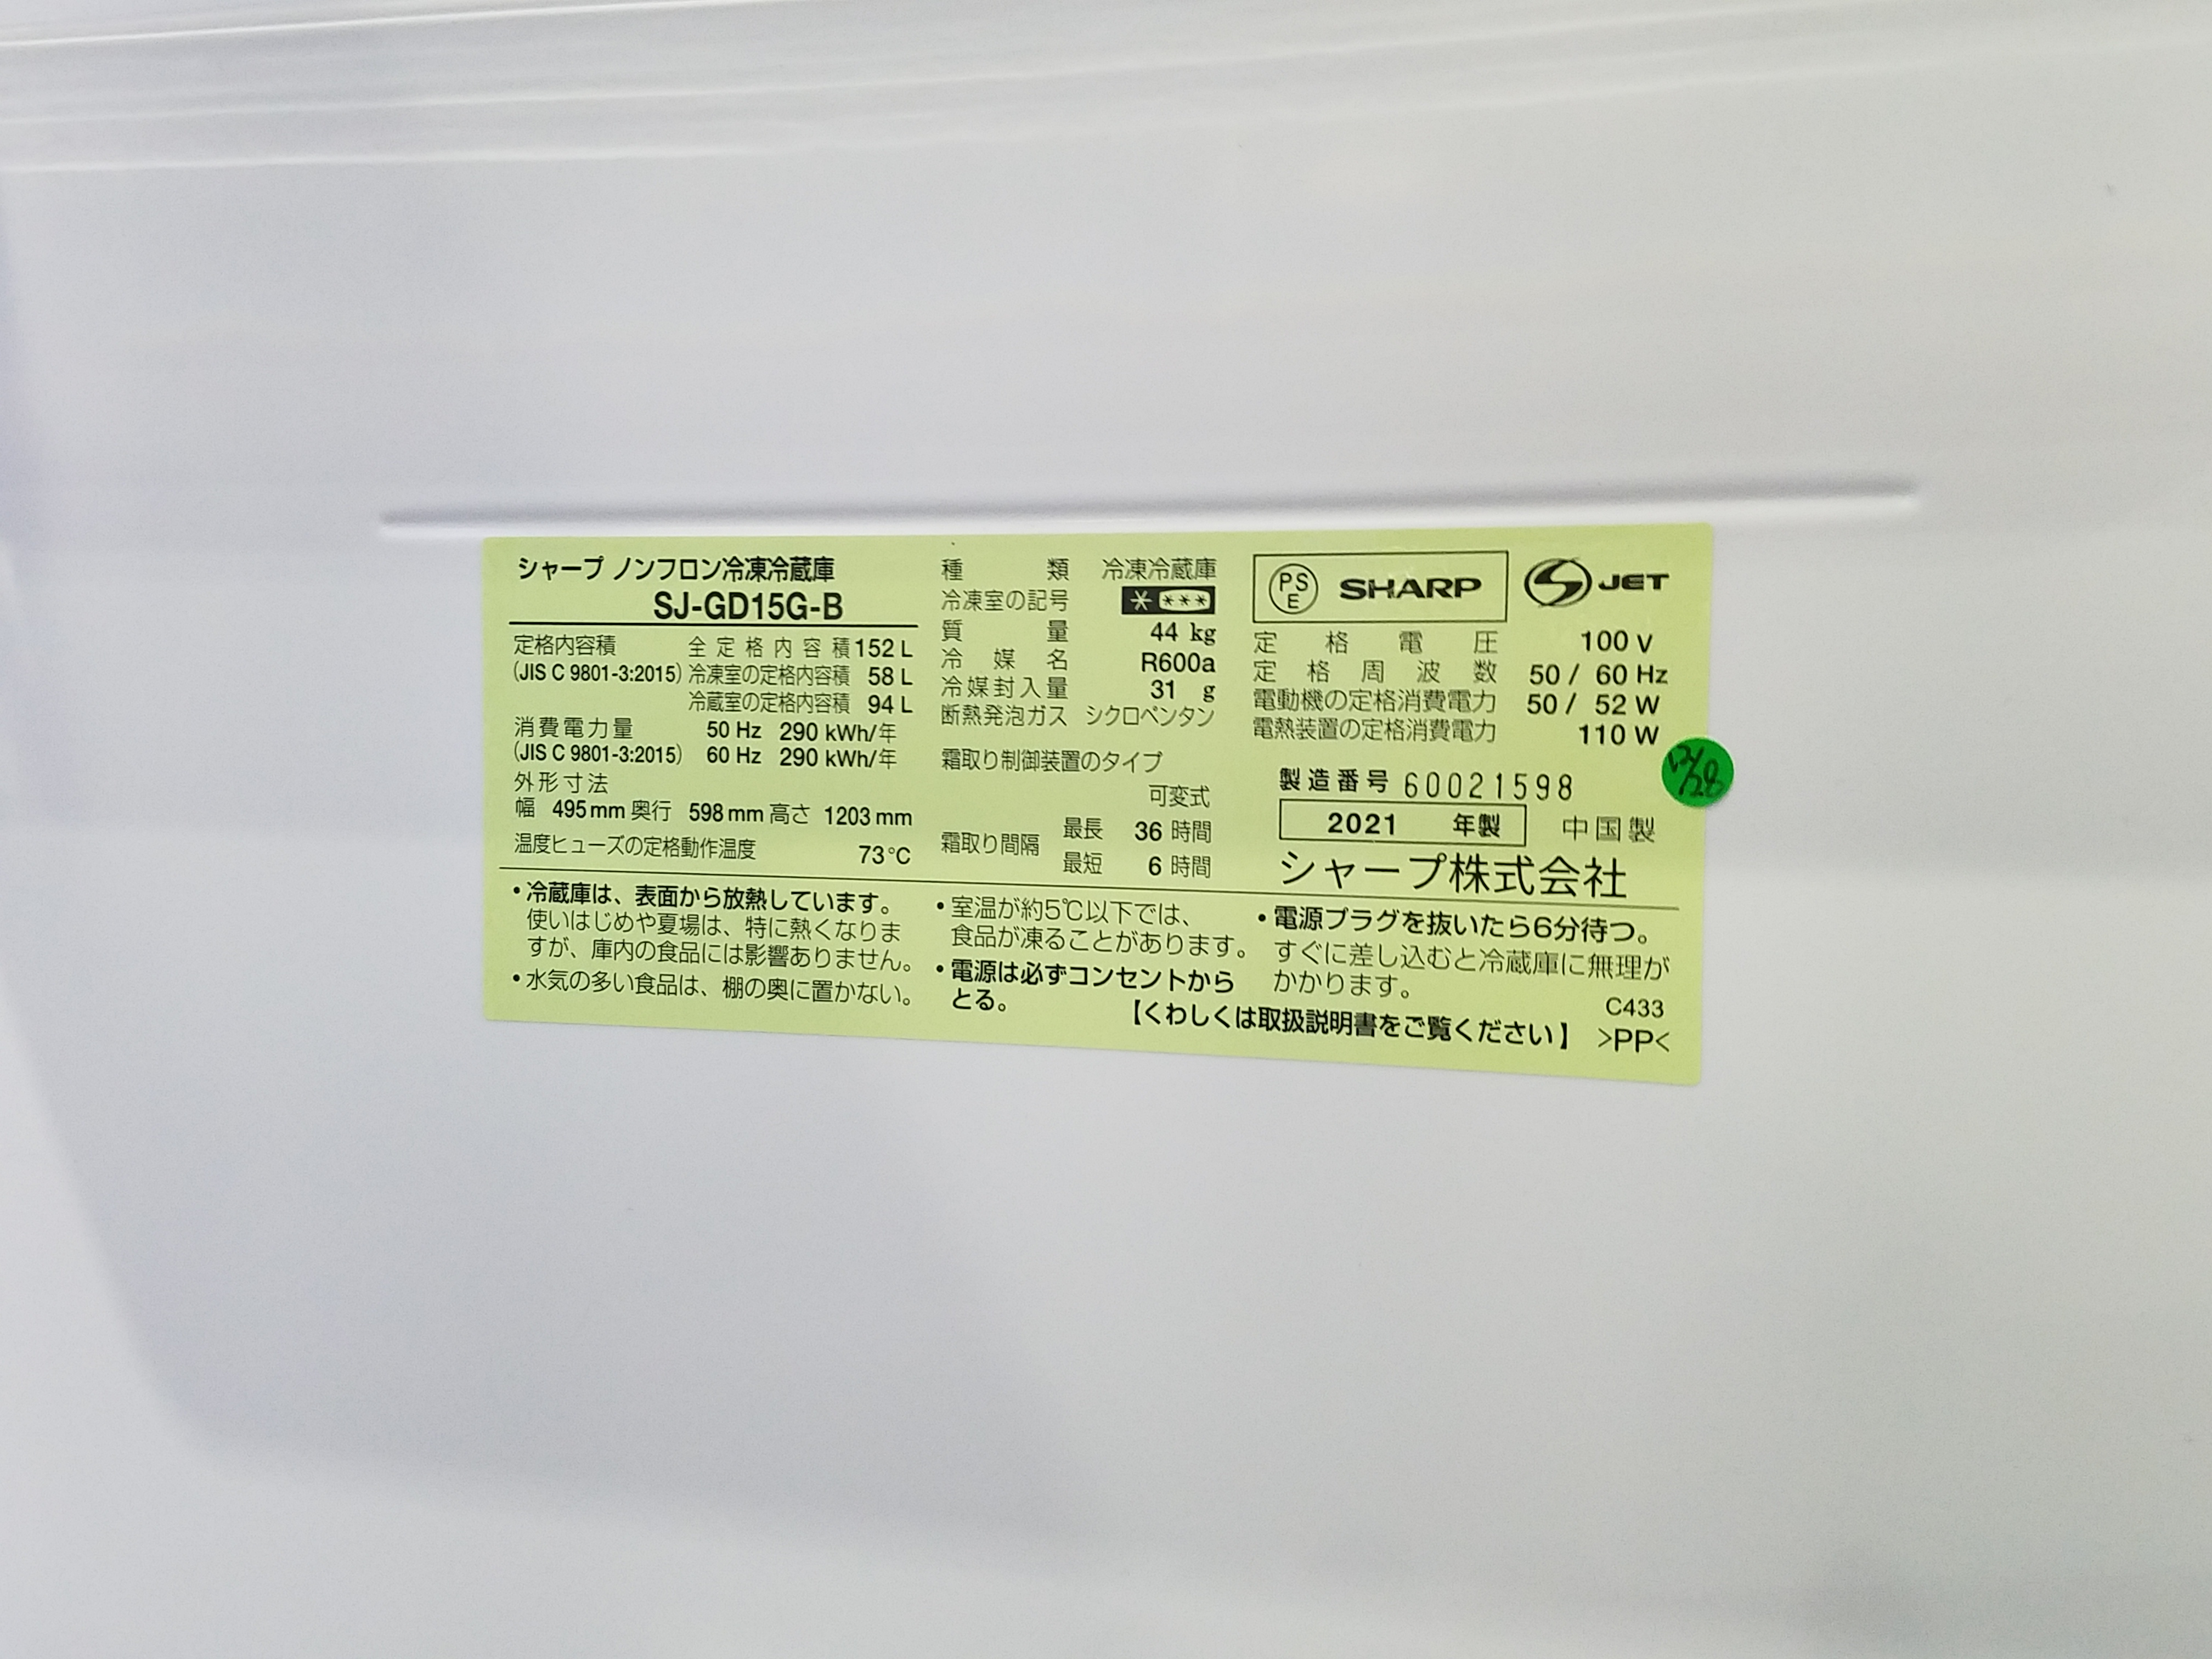 シャープ ノンフロン冷凍冷蔵庫
SJ-GD15G-B
定格内容積 全定格内容積 152 L
(JIS C 9801-3:2015) 冷凍室の定格内容積 58 L
冷蔵室の定格内容積 94 L
消費電力量 50 Hz 290 kWh/年
(JIS C 9801-3:2015) 60 Hz 290 kWh/年
外形寸法
幅 495 mm 奥行 598 mm 高さ 1203 mm
温度ヒューズの定格動作温度 73℃
種類 冷凍冷蔵庫
冷凍室の記号 * ***
質量 44 kg
冷媒名 R600a
冷媒封入量 31 g
断熱発泡ガス シクロペンタン
霜取り制御装置のタイプ
可変式
霜取り間隔 最長 36 時間
最短 6 時間
PSE SHARP JET
定格電圧 100 V
定格周波数 50 / 60 Hz
電動機の定格消費電力 50 / 52 W
電熱装置の定格消費電力 110 W
製造番号 60021598
12/28
2021 年製 中国製
シャープ株式会社
・冷蔵庫は、表面から放熱しています。
使いはじめや夏場は、特に熱くなりま
すが、庫内の食品には影響ありません。
・水気の多い食品は、棚の奥に置かない。
・室温が約5℃以下では、
食品が凍ることがあります。
・電源は必ずコンセントから
とる。
・電源プラグを抜いたら6分待つ。
すぐに差し込むと冷蔵庫に無理が
かかります。
C433
【くわしくは取扱説明書をご覧ください】 >PP<